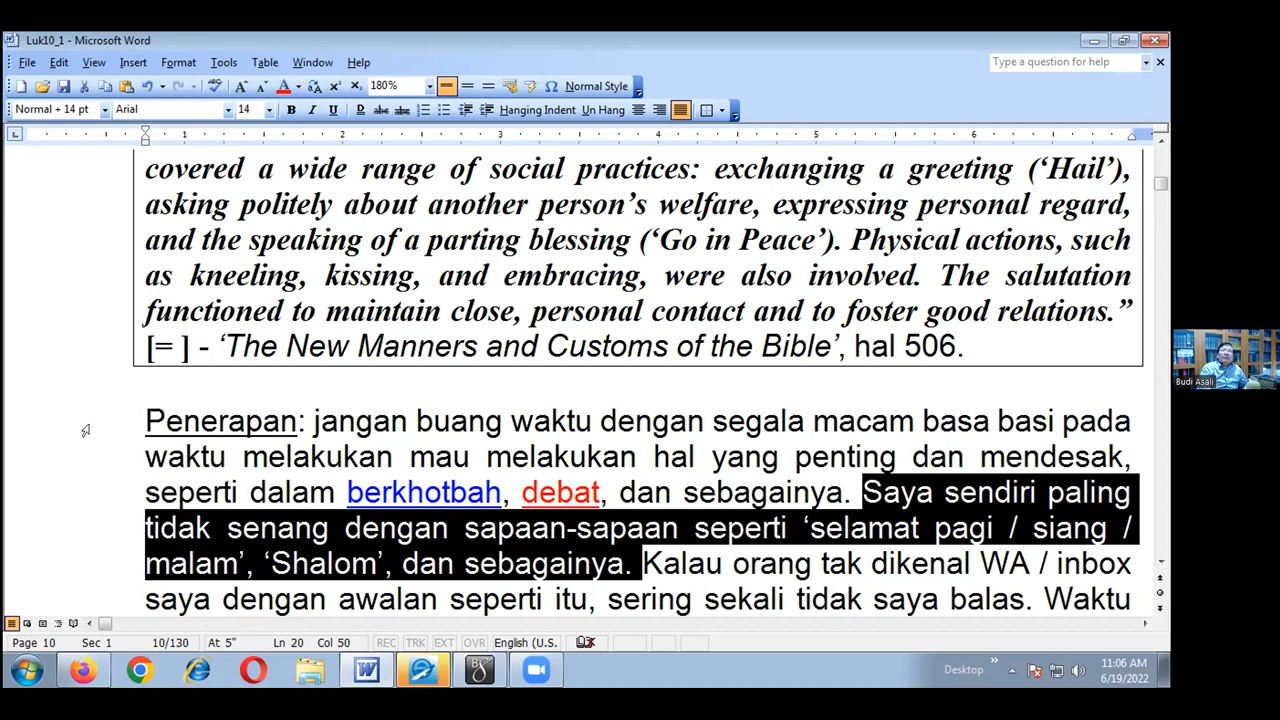 Luk10_1 - Microsoft Word
File Edit View Insert Format Tools Table Window Help
Type a question for help
180%
Normal Style
Normal + 14 pt Arial 14 Hanging Indent Un Hang
1 2 3 4 5 6
covered a wide range of social practices: exchanging a greeting (‘Hail’),
asking politely about another person’s welfare, expressing personal regard,
and the speaking of a parting blessing (‘Go in Peace’). Physical actions, such
as kneeling, kissing, and embracing, were also involved. The salutation
functioned to maintain close, personal contact and to foster good relations.”
[= ] - ‘The New Manners and Customs of the Bible’, hal 506.
Penerapan: jangan buang waktu dengan segala macam basa basi pada
waktu melakukan mau melakukan hal yang penting dan mendesak,
seperti dalam berkhotbah, debat, dan sebagainya. Saya sendiri paling
tidak senang dengan sapaan-sapaan seperti ‘selamat pagi / siang /
malam’, ‘Shalom’, dan sebagainya. Kalau orang tak dikenal WA / inbox
saya dengan awalan seperti itu, sering sekali tidak saya balas. Waktu
Budi Asali
Page 10 Sec 1 10/130 At 5" Ln 20 Col 50 REC TRK EXT OVR English (U.S.
Desktop
11:06 AM
6/19/2022